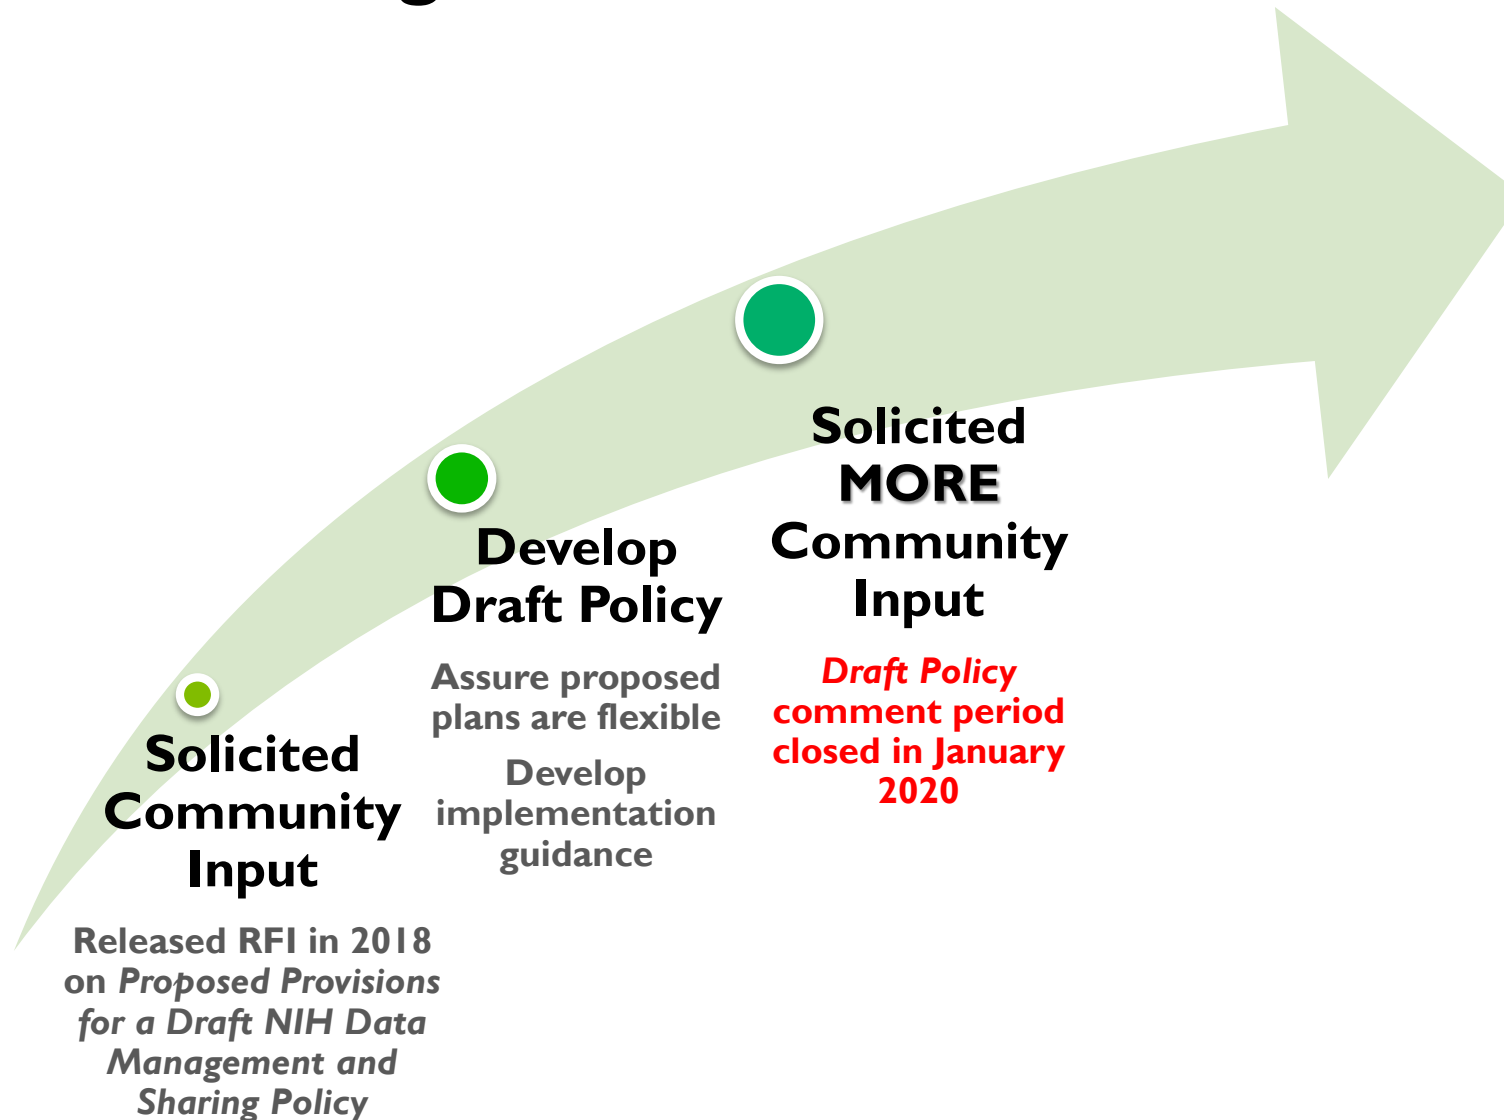 Solicited
Community
Input
Released RFI in 2018
on Proposed Provisions
for a Draft NIH Data
Management and
Sharing Policy
Develop
Draft Policy
Assure proposed
plans are flexible
Develop
implementation
guidance
Solicited
MORE
Community
Input
Draft Policy
comment period
closed in January
2020